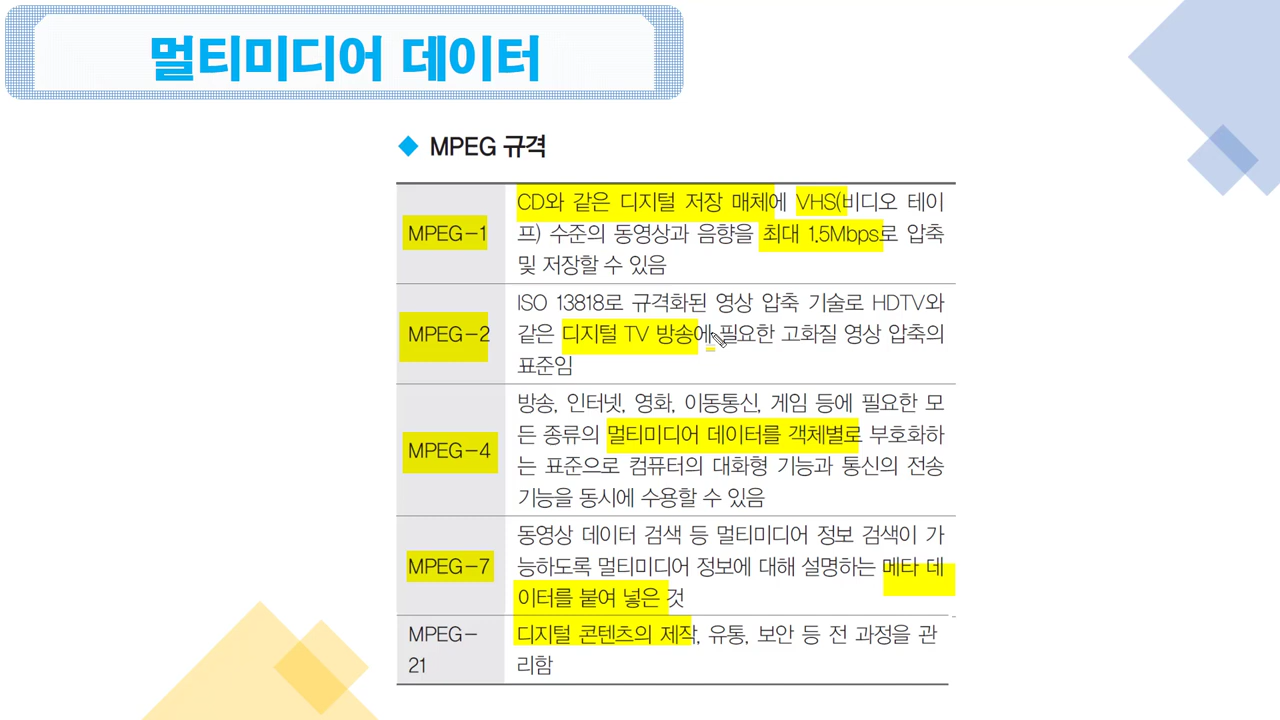 멀티미디어 데이터
◆ MPEG 규격
MPEG-1
CD와 같은 디지털 저장 매체에 VHS(비디오 테이
프) 수준의 동영상과 음향을 최대 1.5Mbps로 압축
및 저장할 수 있음
MPEG-2
ISO 13818로 규격화된 영상 압축 기술로 HDTV와
같은 디지털 TV 방송에 필요한 고화질 영상 압축의
표준임
MPEG-4
방송, 인터넷, 영화, 이동통신, 게임 등에 필요한 모
든 종류의 멀티미디어 데이터를 객체별로 부호화하
는 표준으로 컴퓨터의 대화형 기능과 통신의 전송
기능을 동시에 수용할 수 있음
MPEG-7
동영상 데이터 검색 등 멀티미디어 정보 검색이 가
능하도록 멀티미디어 정보에 대해 설명하는 메타 데
이터를 붙여 넣은 것
MPEG-
21
디지털 콘텐츠의 제작, 유통, 보안 등 전 과정을 관
리함